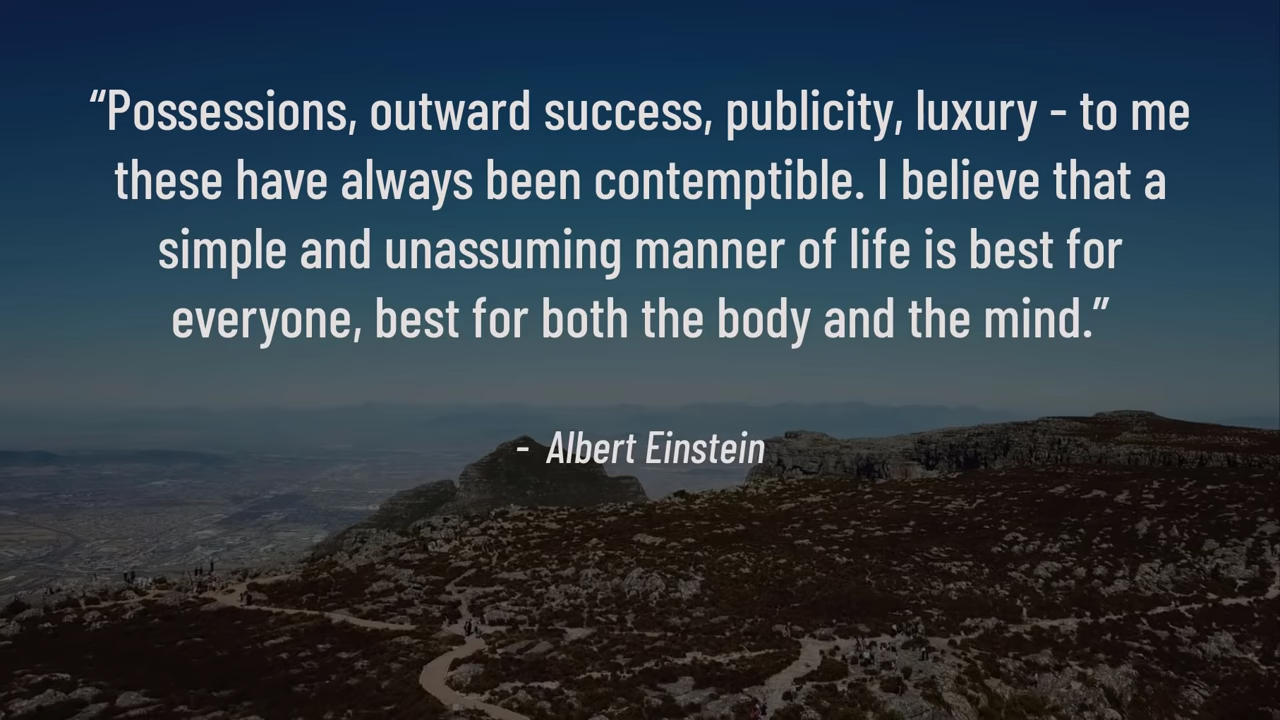 “Possessions, outward success, publicity, luxury - to me
these have always been contemptible. I believe that a
simple and unassuming manner of life is best for
everyone, best for both the body and the mind.”
- Albert Einstein